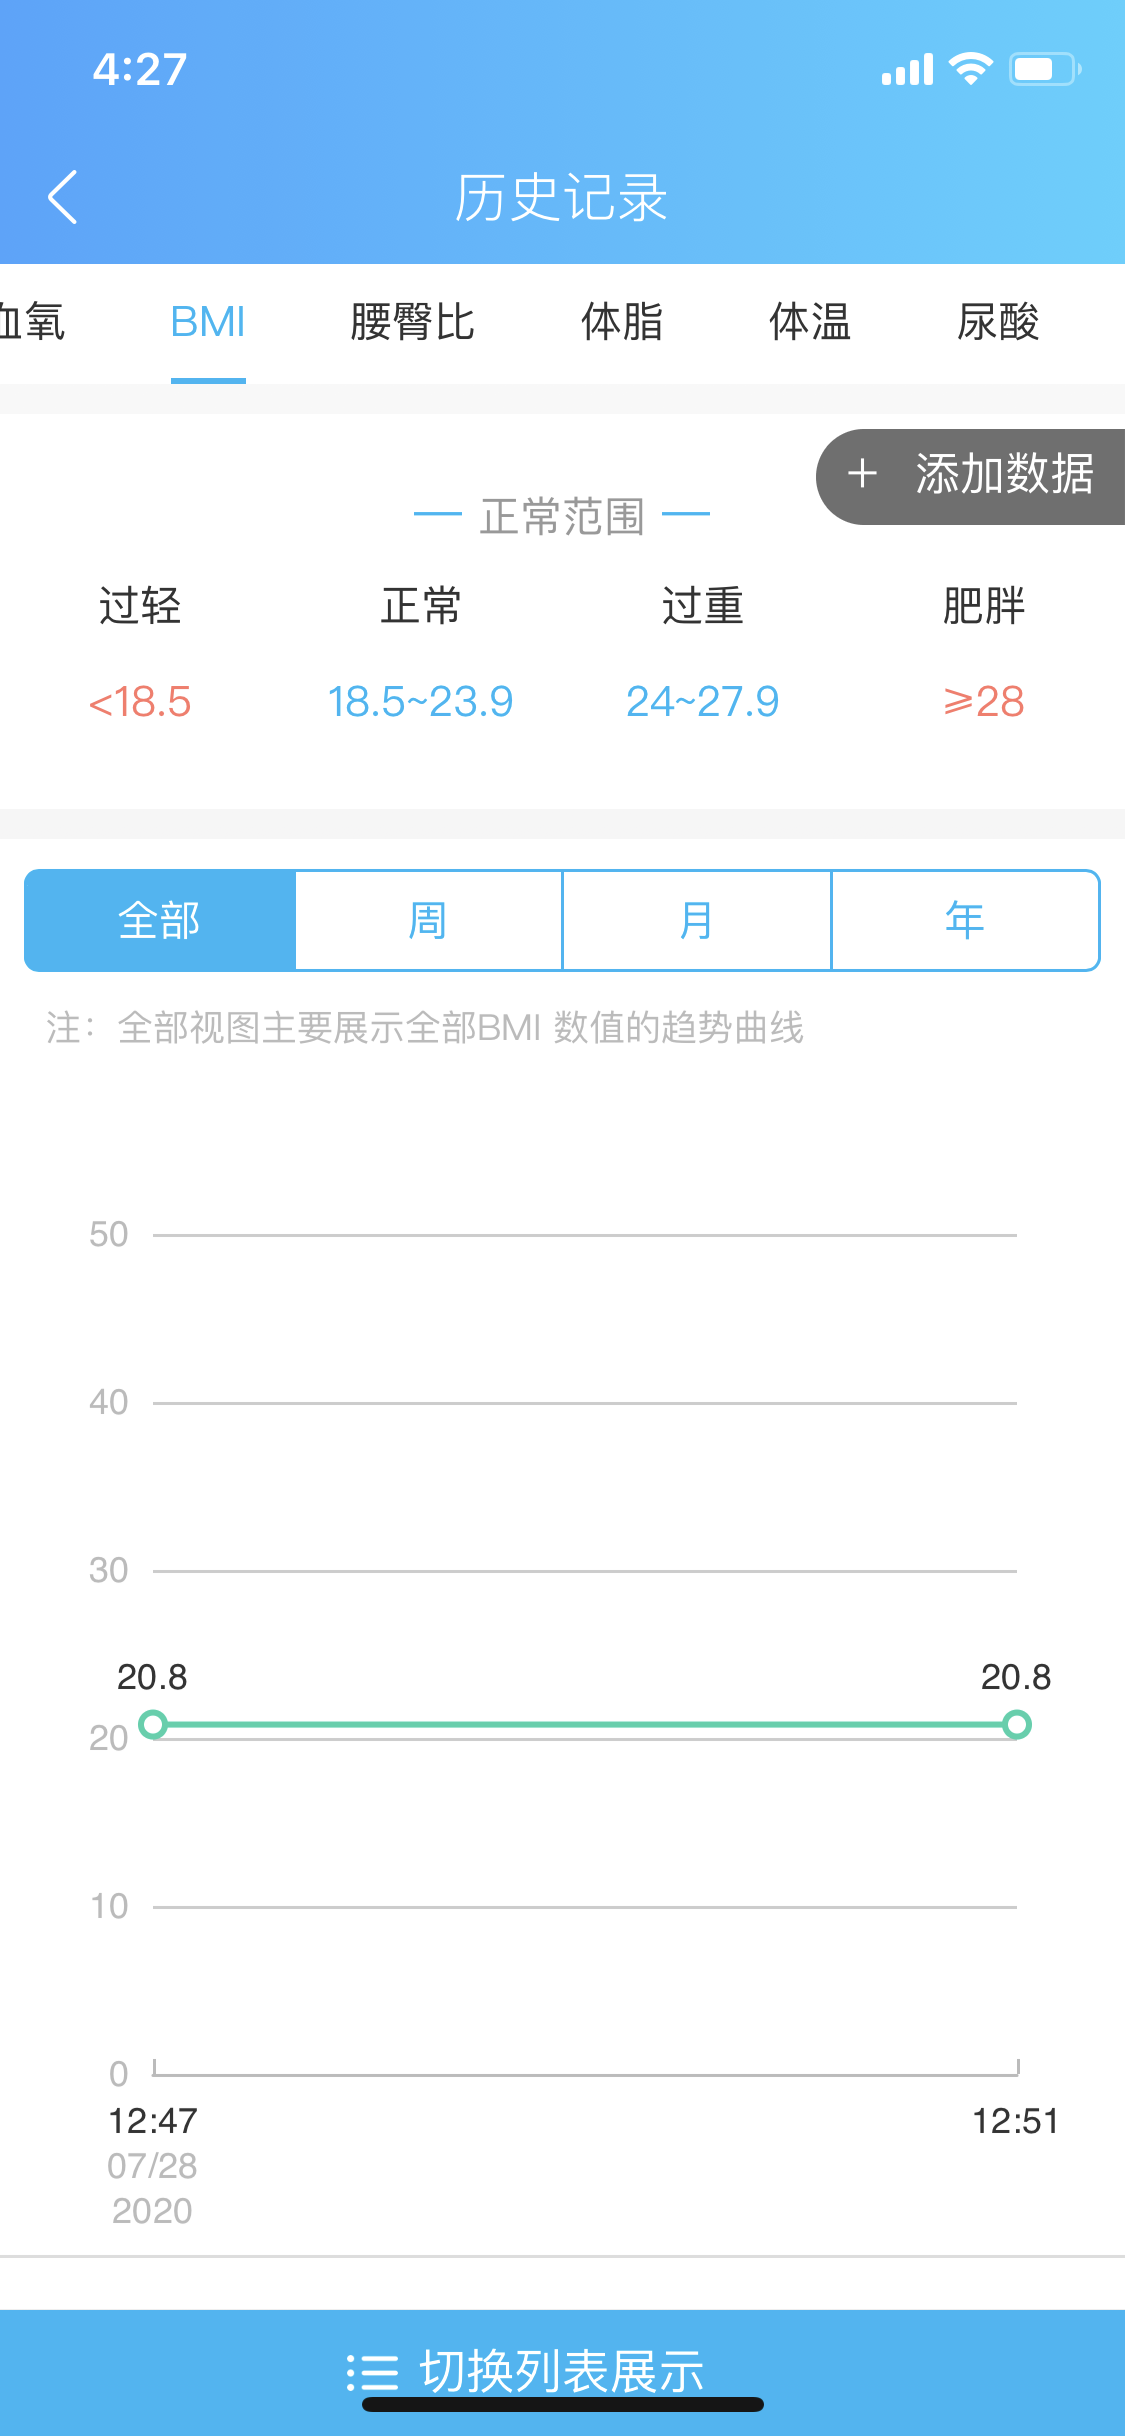 4:27
历史记录
血氧 BMI 腰臀比 体脂 体温 尿酸
+ 添加数据
正常范围
过轻 正常 过重 肥胖
<18.5 18.5~23.9 24~27.9 ⩾28
全部 周 月 年
注：全部视图主要展示全部BMI 数值的趋势曲线
50
40
30
20.8 20.8
20
10
0
12:47 12:51
07/28
2020
切换列表展示